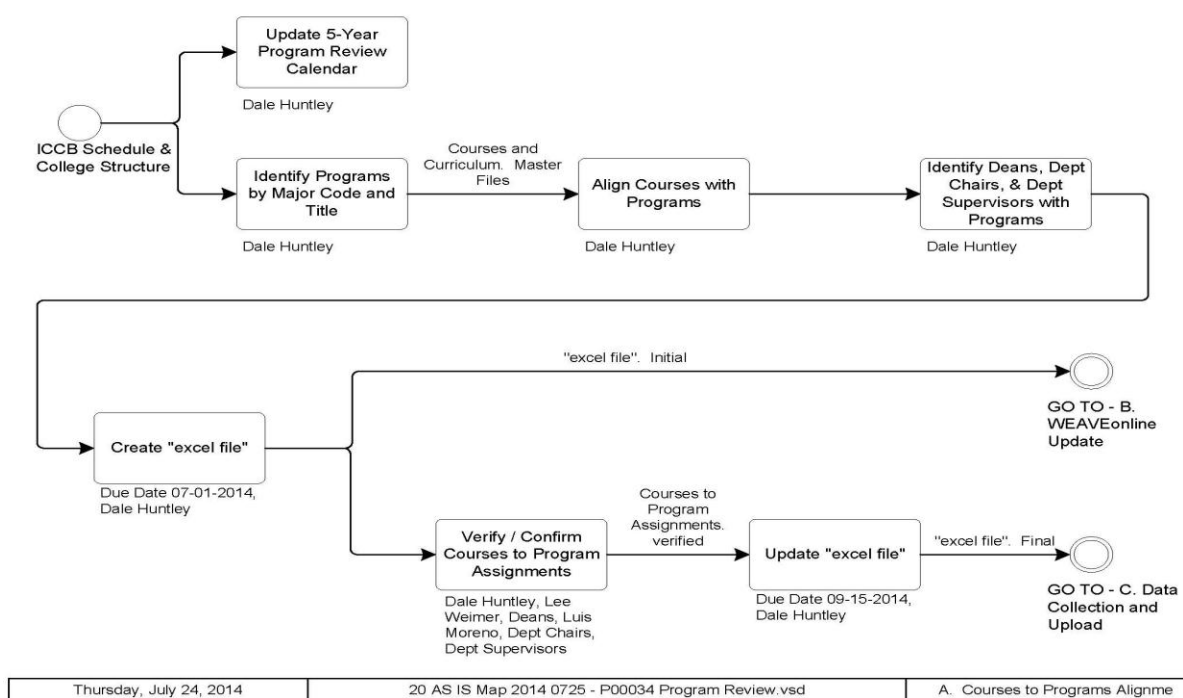 Update 5-Year
Program Review
Calendar
Dale Huntley
ICCB Schedule &
College Structure
Identify Programs
by Major Code and
Title
Dale Huntley
Courses and
Curriculum.  Master
Files
Align Courses with
Programs
Dale Huntley
Identify Deans, Dept
Chairs, & Dept
Supervisors with
Programs
Dale Huntley
"excel file".  Initial
GO TO - B.
WEAVEonline
Update
Create "excel file"
Due Date 07-01-2014,
Dale Huntley
Verify / Confirm
Courses to Program
Assignments
Dale Huntley, Lee
Weimer, Deans, Luis
Moreno, Dept Chairs,
Dept Supervisors
Courses to
Program
Assignments.
verified
Update "excel file"
Due Date 09-15-2014,
Dale Huntley
"excel file".  Final
GO TO - C. Data
Collection and
Upload
Thursday, July 24, 2014
20 AS IS Map 2014 0725 - P00034 Program Review.vsd
A.  Courses to Programs Alignme